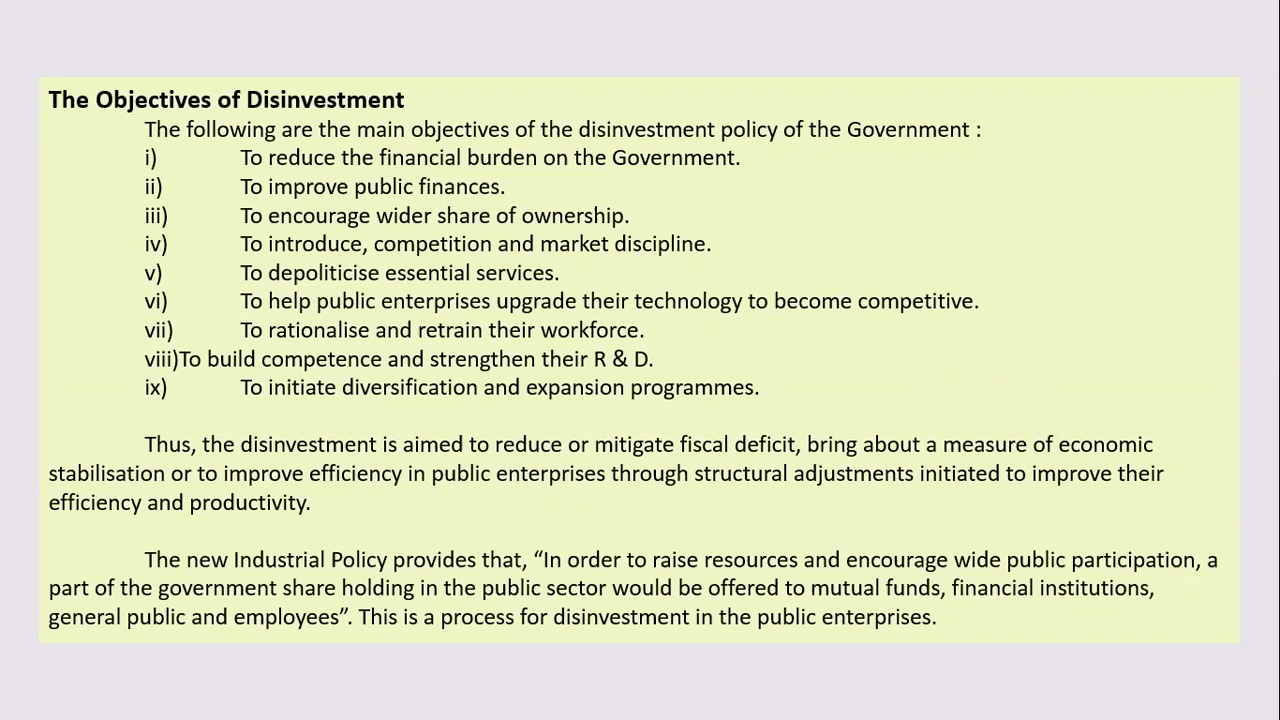 The Objectives of Disinvestment
The following are the main objectives of the disinvestment policy of the Government :
i) To reduce the financial burden on the Government.
ii) To improve public finances.
iii) To encourage wider share of ownership.
iv) To introduce, competition and market discipline.
v) To depoliticise essential services.
vi) To help public enterprises upgrade their technology to become competitive.
vii) To rationalise and retrain their workforce.
viii)To build competence and strengthen their R & D.
ix) To initiate diversification and expansion programmes.
Thus, the disinvestment is aimed to reduce or mitigate fiscal deficit, bring about a measure of economic
stabilisation or to improve efficiency in public enterprises through structural adjustments initiated to improve their
efficiency and productivity.
The new Industrial Policy provides that, “In order to raise resources and encourage wide public participation, a
part of the government share holding in the public sector would be offered to mutual funds, financial institutions,
general public and employees”. This is a process for disinvestment in the public enterprises.